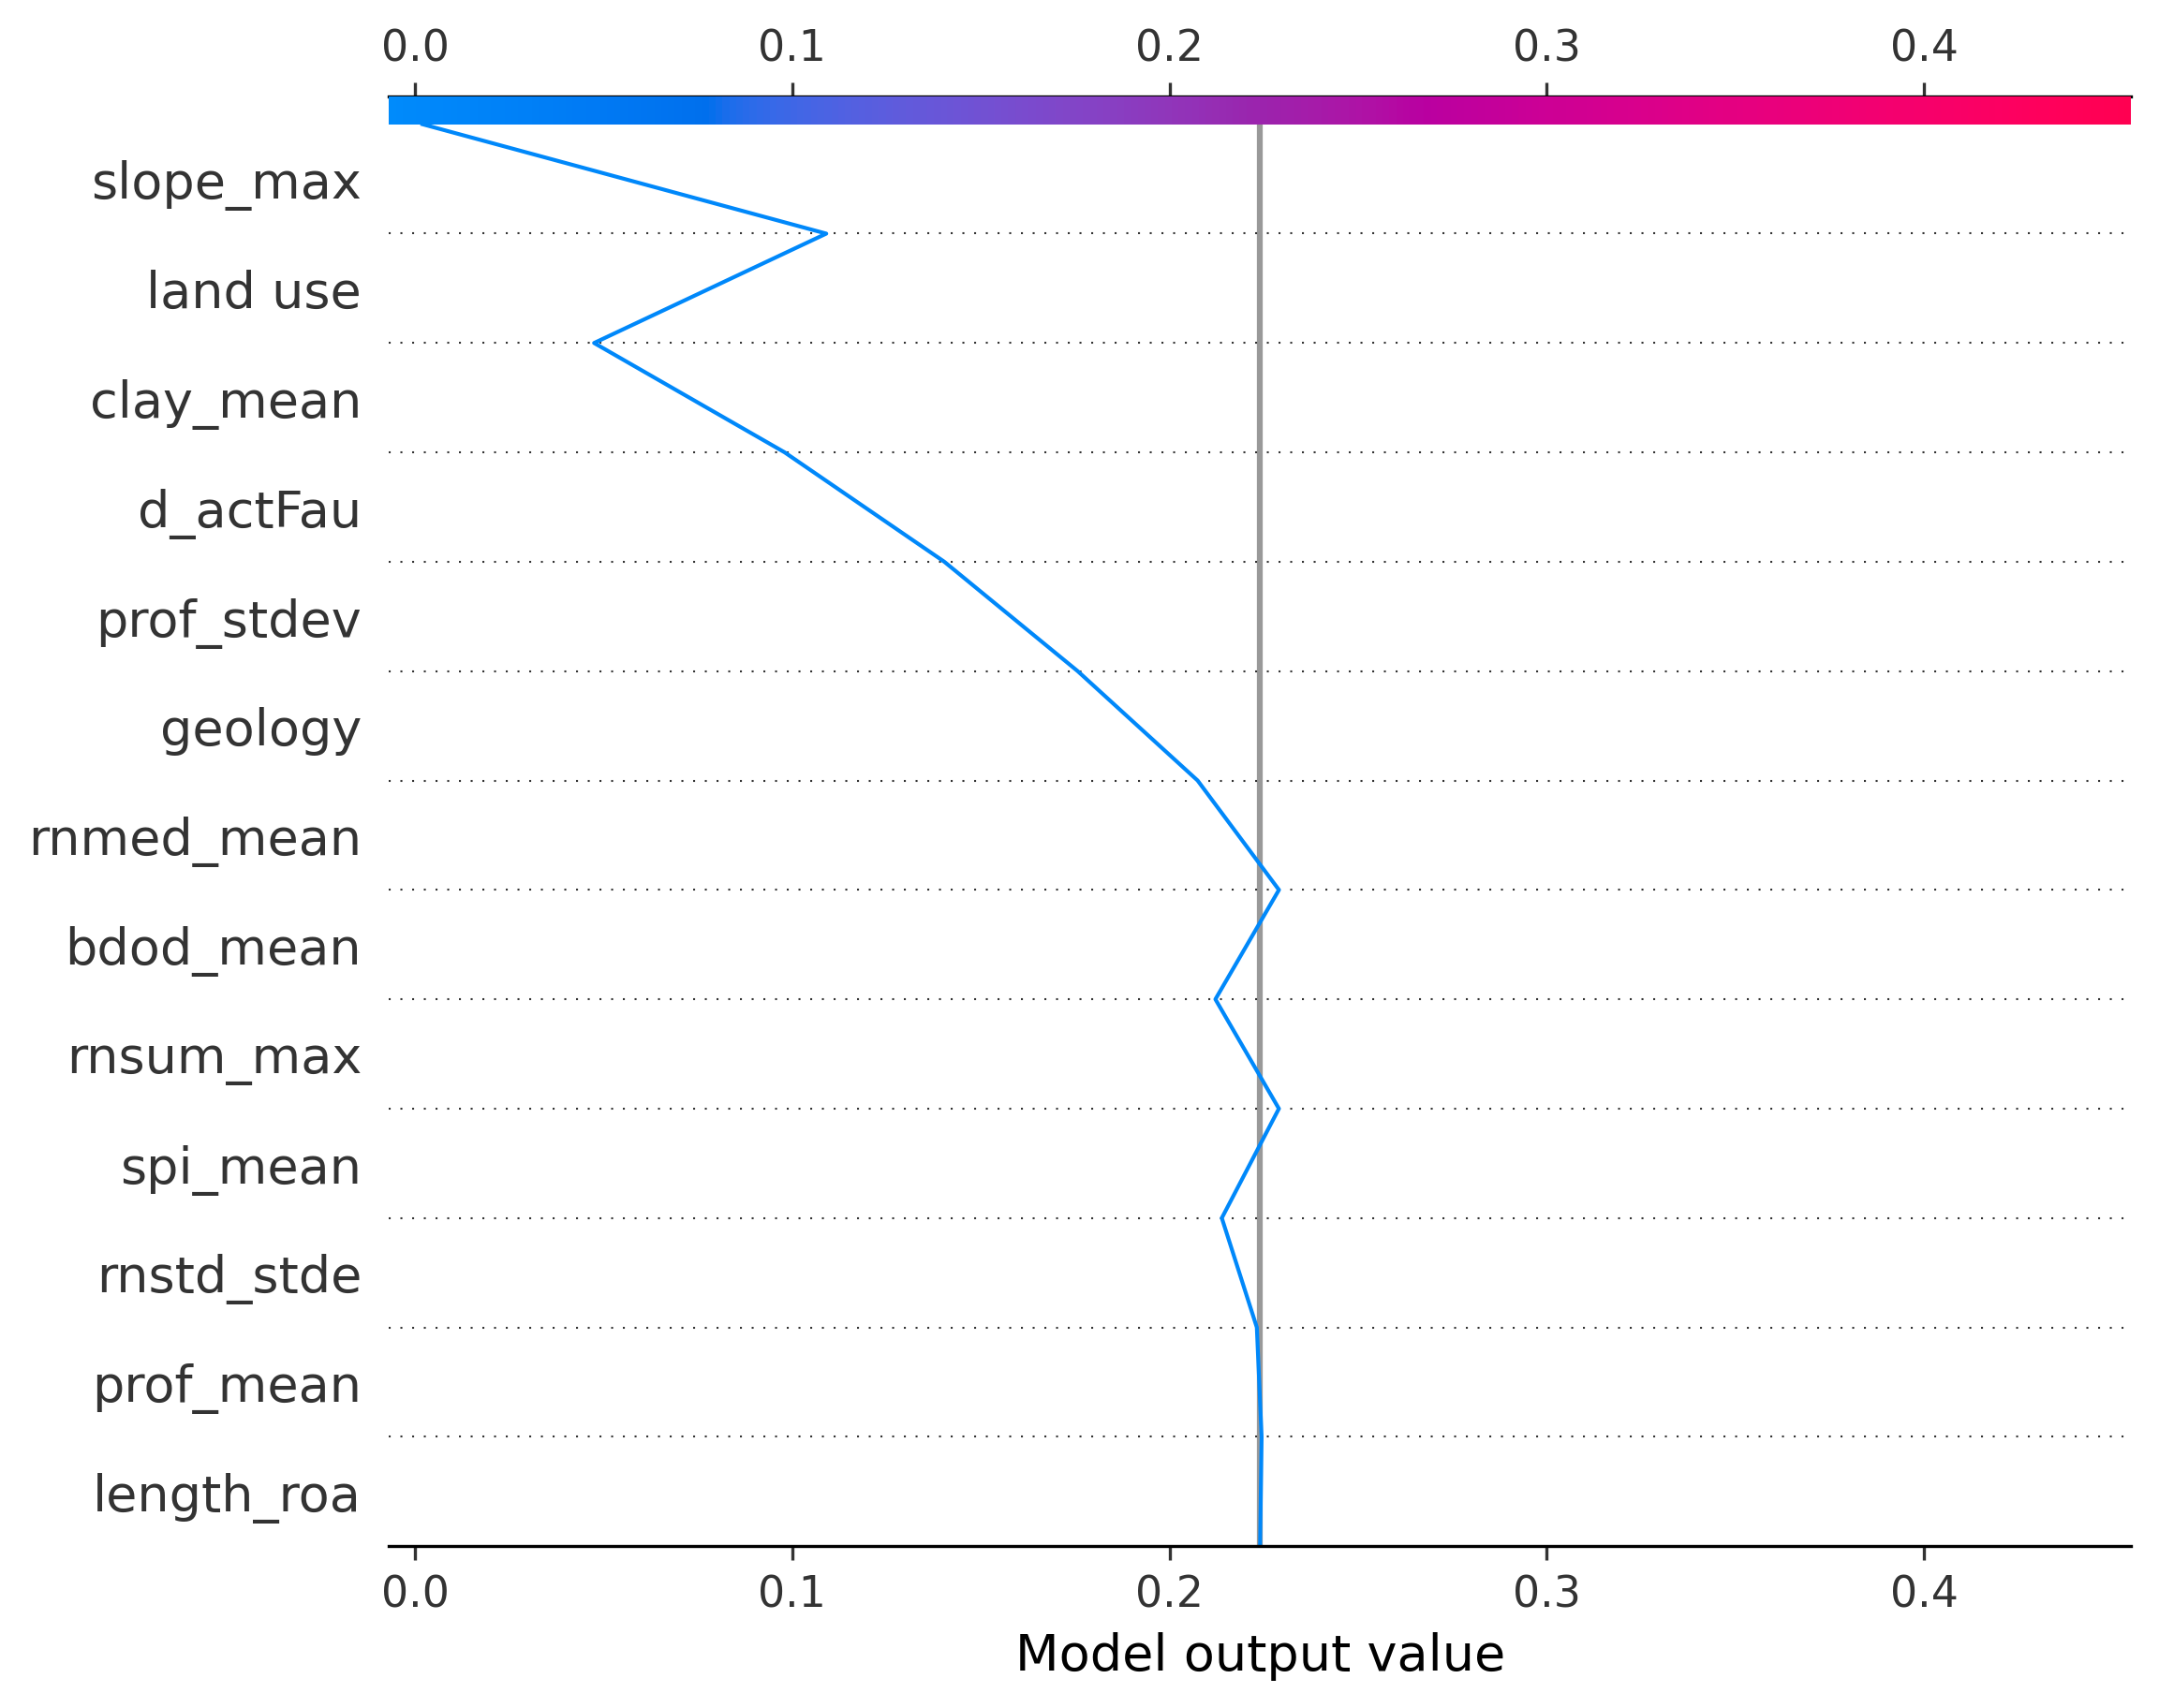 0.0 0.1 0.2 0.3 0.4
slope_max
land use
clay_mean
d_actFau
prof_stdev
geology
rnmed_mean
bdod_mean
rnsum_max
spi_mean
rnstd_stde
prof_mean
length_roa
0.0 0.1 0.2 0.3 0.4
Model output value